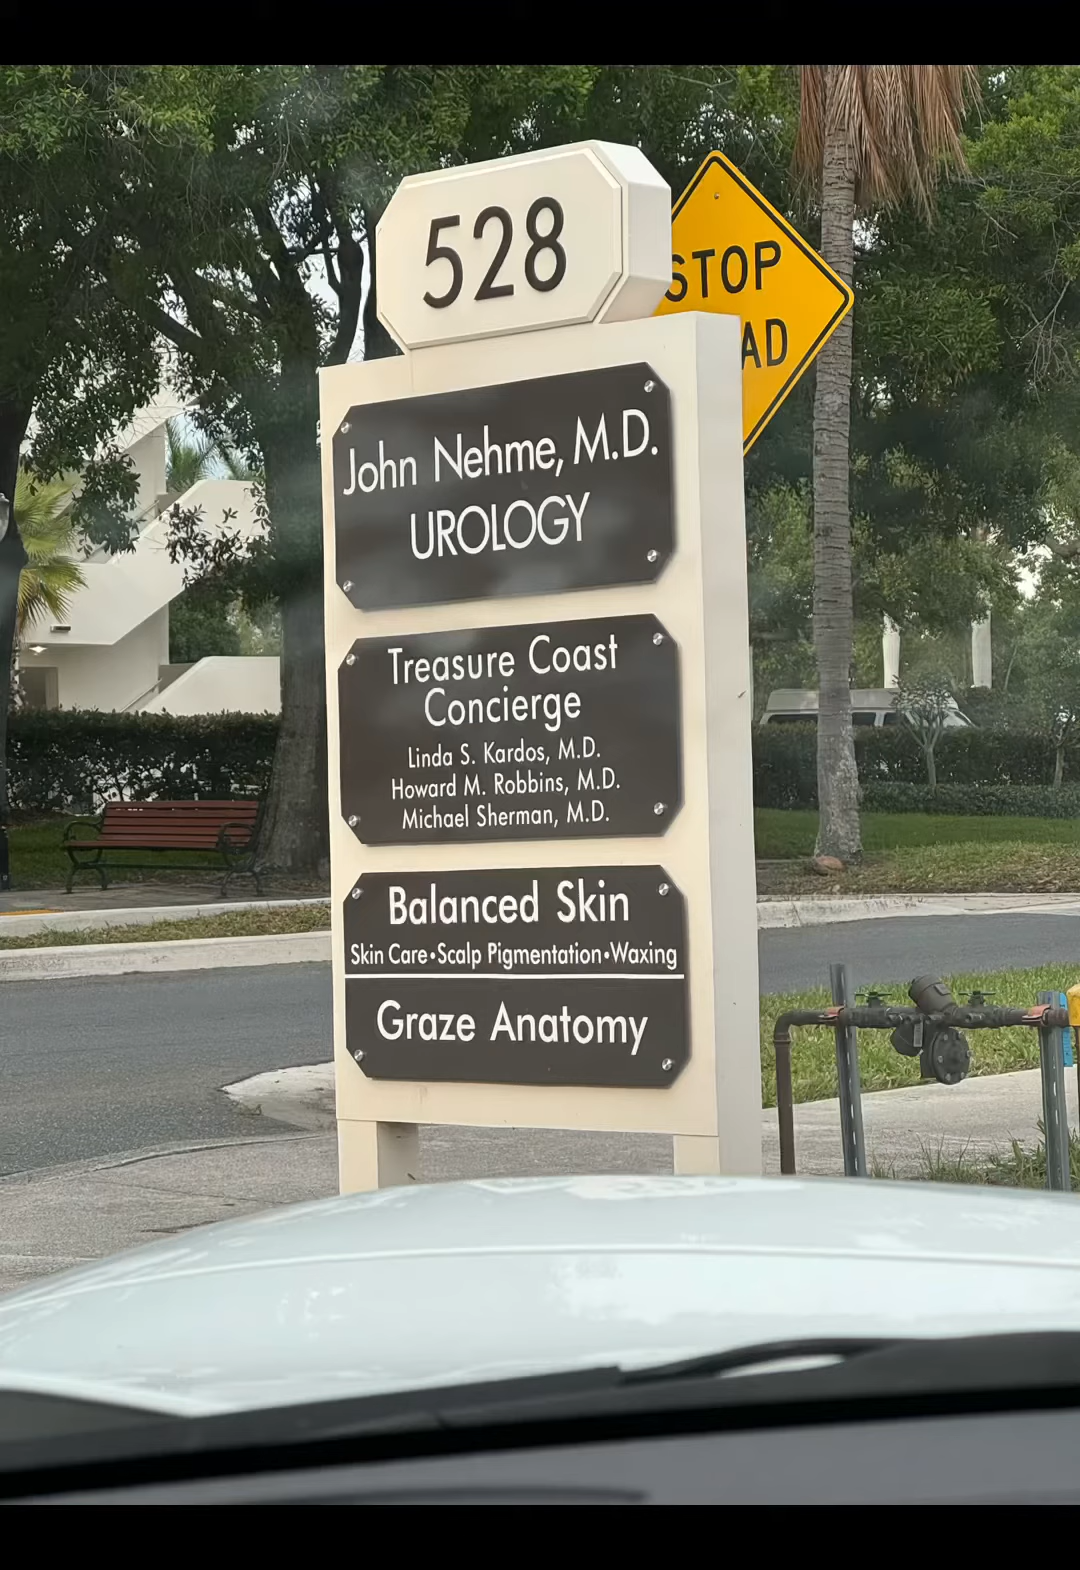 528
STOP
AD
John Nehme, M.D.
UROLOGY
Treasure Coast
Concierge
Linda S. Kardos, M.D.
Howard M. Robbins, M.D.
Michael Sherman, M.D.
Balanced Skin
Skin Care•Scalp Pigmentation•Waxing
Graze Anatomy